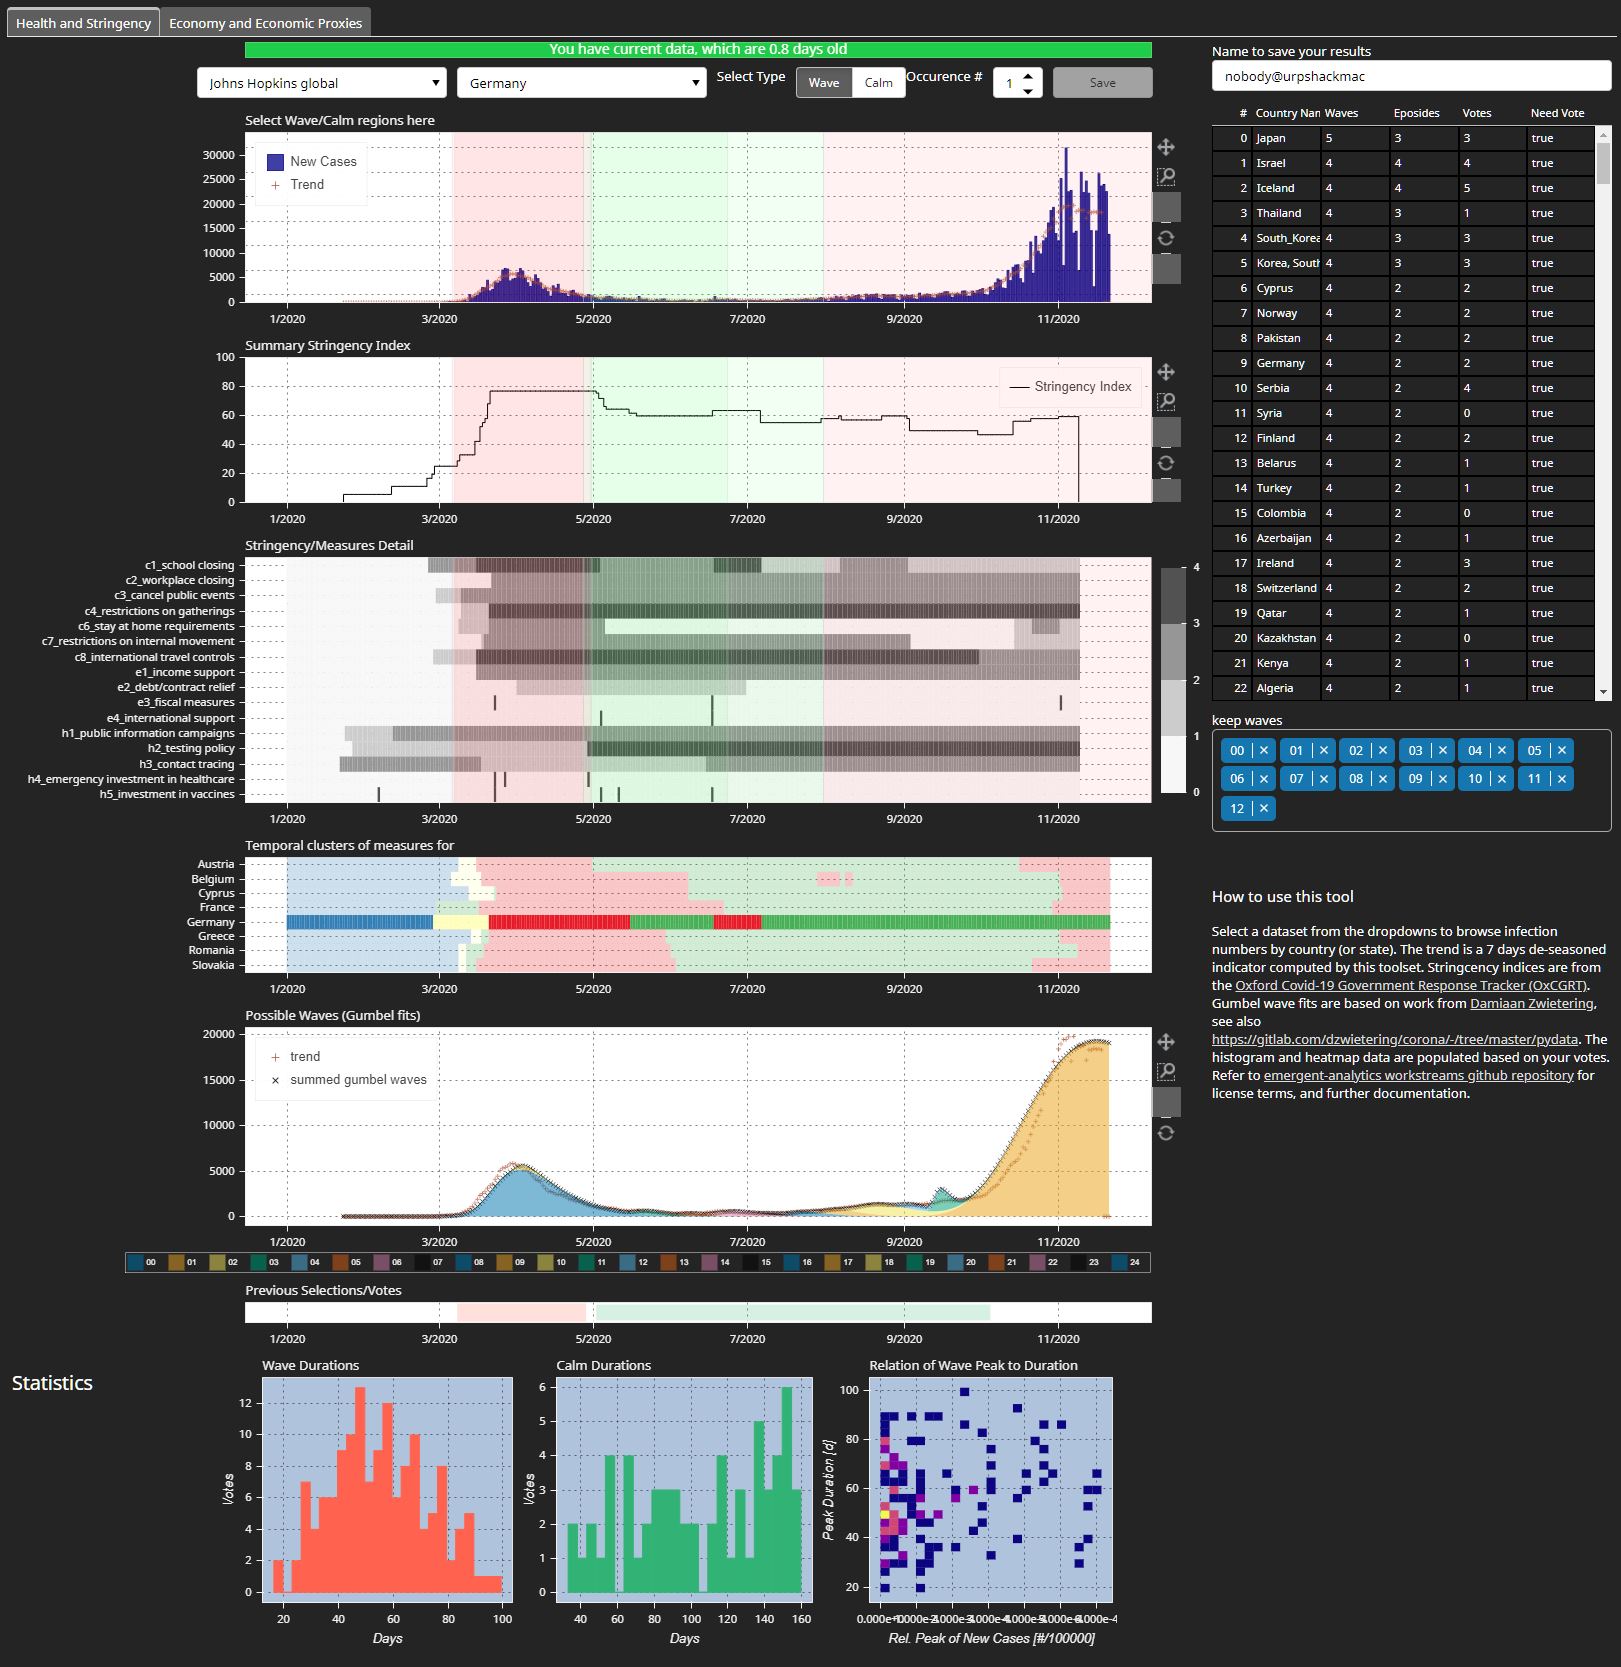 Health and Stringency
Economy and Economic Proxies
You have current data, which are 0.8 days old
Johns Hopkins global
Germany
Select Type
Wave
Calm
Occurence #
1
Save
Name to save your results
nobody@urpshackmac
Select Wave/Calm regions here
New Cases
Trend
30000
25000
20000
15000
10000
5000
0
1/2020 3/2020 5/2020 7/2020 9/2020 11/2020
Summary Stringency Index
Stringency Index
100
80
60
40
20
0
1/2020 3/2020 5/2020 7/2020 9/2020 11/2020
Stringency/Measures Detail
c1_school closing
c2_workplace closing
c3_cancel public events
c4_restrictions on gatherings
c6_stay at home requirements
c7_restrictions on internal movement
c8_international travel controls
e1_income support
e2_debt/contract relief
e3_fiscal measures
e4_international support
h1_public information campaigns
h2_testing policy
h3_contact tracing
h4_emergency investment in healthcare
h5_investment in vaccines
4
3
2
1
0
1/2020 3/2020 5/2020 7/2020 9/2020 11/2020
Temporal clusters of measures for
Austria
Belgium
Cyprus
France
Germany
Greece
Romania
Slovakia
1/2020 3/2020 5/2020 7/2020 9/2020 11/2020
Possible Waves (Gumbel fits)
trend
summed gumbel waves
20000
15000
10000
5000
0
1/2020 3/2020 5/2020 7/2020 9/2020 11/2020
00 01 02 03 04 05 06 07 08 09 10 11 12 13 14 15 16 17 18 19 20 21 22 23 24
Previous Selections/Votes
1/2020 3/2020 5/2020 7/2020 9/2020 11/2020
Statistics
Wave Durations
Votes
12
10
8
6
4
2
0
20 40 60 80 100
Days
Calm Durations
Votes
6
5
4
3
2
1
0
40 60 80 100 120 140 160
Days
Relation of Wave Peak to Duration
Peak Duration [d]
100
80
60
40
20
Rel. Peak of New Cases [#/100000]
# Country Nan Waves Eposides Votes Need Vote
0 Japan 5 3 3 true
1 Israel 4 4 4 true
2 Iceland 4 4 5 true
3 Thailand 4 3 1 true
4 South_Korea 4 3 3 true
5 Korea, South 4 3 3 true
6 Cyprus 4 2 2 true
7 Norway 4 2 2 true
8 Pakistan 4 2 2 true
9 Germany 4 2 2 true
10 Serbia 4 2 4 true
11 Syria 4 2 0 true
12 Finland 4 2 2 true
13 Belarus 4 2 1 true
14 Turkey 4 2 1 true
15 Colombia 4 2 0 true
16 Azerbaijan 4 2 1 true
17 Ireland 4 2 3 true
18 Switzerland 4 2 2 true
19 Qatar 4 2 1 true
20 Kazakhstan 4 2 0 true
21 Kenya 4 2 1 true
22 Algeria 4 2 1 true
keep waves
00 × 01 × 02 × 03 × 04 × 05 ×
06 × 07 × 08 × 09 × 10 × 11 ×
12 ×
How to use this tool
Select a dataset from the dropdowns to browse infection
numbers by country (or state). The trend is a 7 days de-seasoned
indicator computed by this toolset. Stringcency indices are from
the Oxford Covid-19 Government Response Tracker (OxCGRT).
Gumbel wave fits are based on work from Damiaan Zwietering,
see also
https://gitlab.com/dzwietering/corona/-/tree/master/pydata. The
histogram and heatmap data are populated based on your votes.
Refer to emergent-analytics workstreams github repository for
license terms, and further documentation.